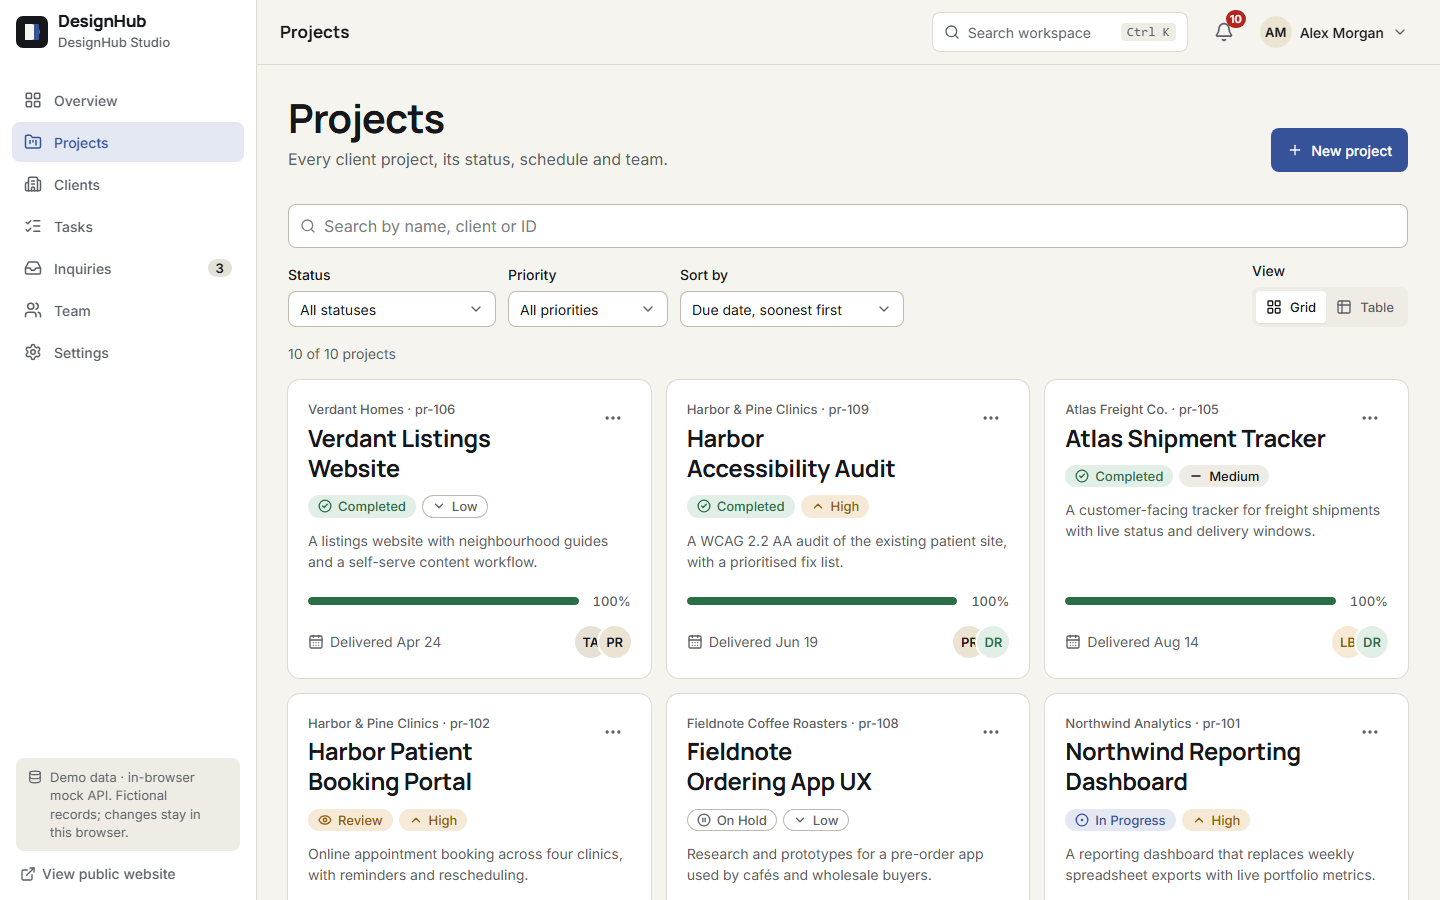 DesignHub
DesignHub Studio
Overview
Projects
Clients
Tasks
Inquiries 3
Team
Settings
Demo data · in-browser
mock API. Fictional
records; changes stay in
this browser.
View public website
Projects
Search workspace Ctrl K
10
AM Alex Morgan
Projects
Every client project, its status, schedule and team.
New project
Search by name, client or ID
Status
All statuses
Priority
All priorities
Sort by
Due date, soonest first
View
Grid Table
10 of 10 projects
Verdant Homes · pr-106
Verdant Listings
Website
Completed Low
A listings website with neighbourhood guides
and a self-serve content workflow.
100%
Delivered Apr 24 TA PR
Harbor & Pine Clinics · pr-109
Harbor
Accessibility Audit
Completed High
A WCAG 2.2 AA audit of the existing patient site,
with a prioritised fix list.
100%
Delivered Jun 19 PR DR
Atlas Freight Co. · pr-105
Atlas Shipment Tracker
Completed Medium
A customer-facing tracker for freight shipments
with live status and delivery windows.
100%
Delivered Aug 14 LB DR
Harbor & Pine Clinics · pr-102
Harbor Patient
Booking Portal
Review High
Online appointment booking across four clinics,
with reminders and rescheduling.
Fieldnote Coffee Roasters · pr-108
Fieldnote
Ordering App UX
On Hold Low
Research and prototypes for a pre-order app
used by cafés and wholesale buyers.
Northwind Analytics · pr-101
Northwind Reporting
Dashboard
In Progress High
A reporting dashboard that replaces weekly
spreadsheet exports with live portfolio metrics.